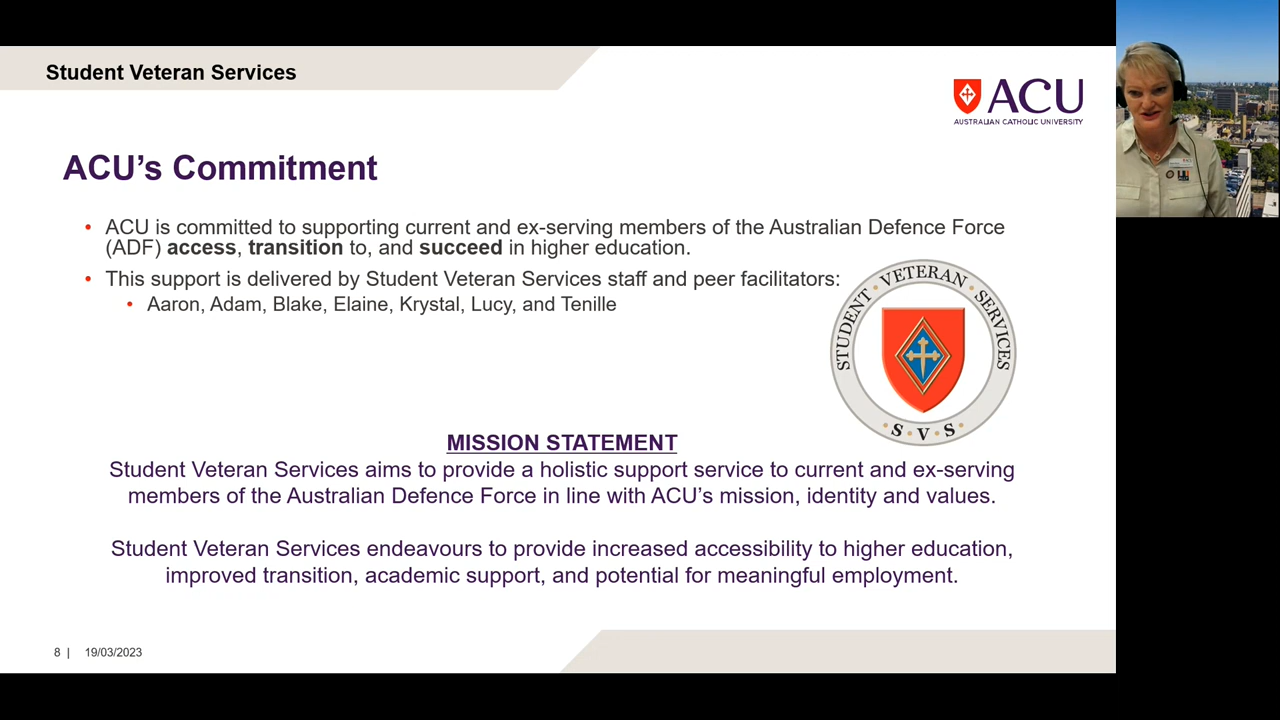 Student Veteran Services
ACU
AUSTRALIAN CATHOLIC UNIVERSITY
ACU’s Commitment
• ACU is committed to supporting current and ex-serving members of the Australian Defence Force
(ADF) access, transition to, and succeed in higher education.
• This support is delivered by Student Veteran Services staff and peer facilitators:
• Aaron, Adam, Blake, Elaine, Krystal, Lucy, and Tenille
STUDENT • VETERAN • SERVICES
• S • V • S •
MISSION STATEMENT
Student Veteran Services aims to provide a holistic support service to current and ex-serving
members of the Australian Defence Force in line with ACU’s mission, identity and values.
Student Veteran Services endeavours to provide increased accessibility to higher education,
improved transition, academic support, and potential for meaningful employment.
8 | 19/03/2023